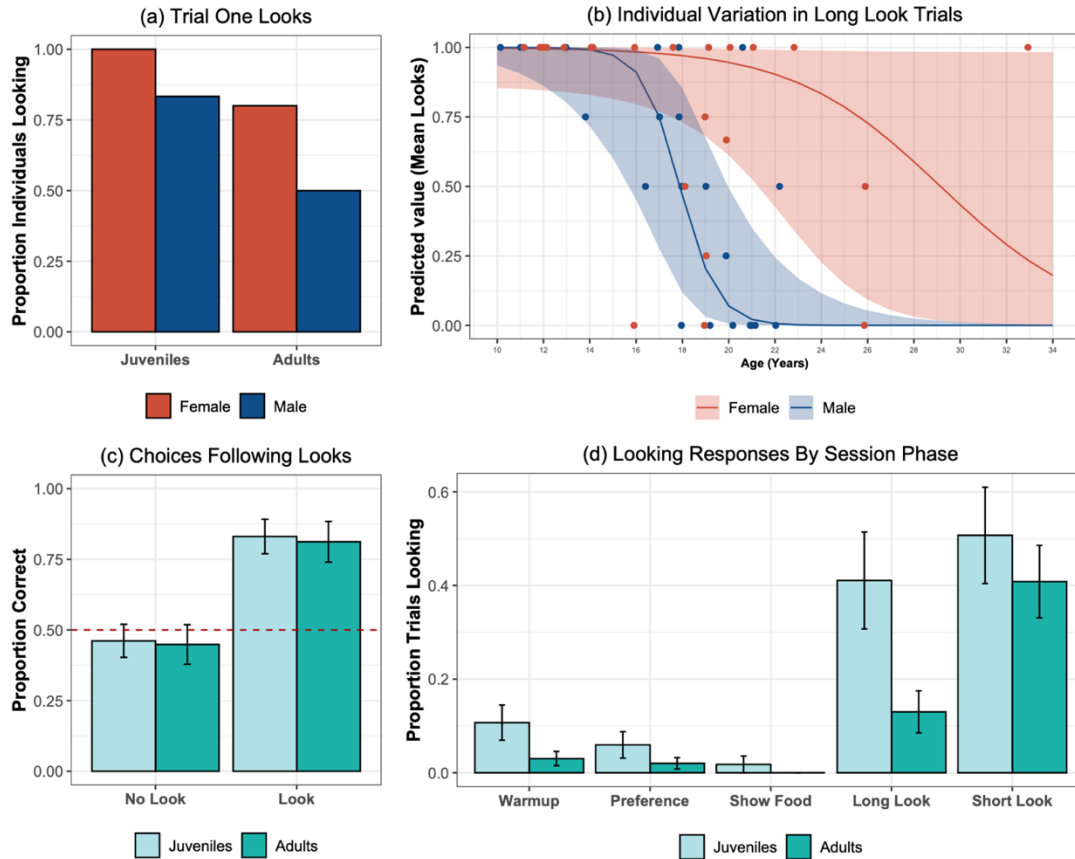 (a) Trial One Looks
Proportion Individuals Looking
1.00
0.75
0.50
0.25
0.00
Juveniles Adults
Female Male
(b) Individual Variation in Long Look Trials
Predicted value (Mean Looks)
1.00
0.75
0.50
0.25
0.00
10 12 14 16 18 20 22 24 26 28 30 32 34
Age (Years)
Female Male
(c) Choices Following Looks
Proportion Correct
1.00
0.75
0.50
0.25
0.00
No Look Look
Juveniles Adults
(d) Looking Responses By Session Phase
Proportion Trials Looking
0.6
0.4
0.2
0.0
Warmup Preference Show Food Long Look Short Look
Juveniles Adults